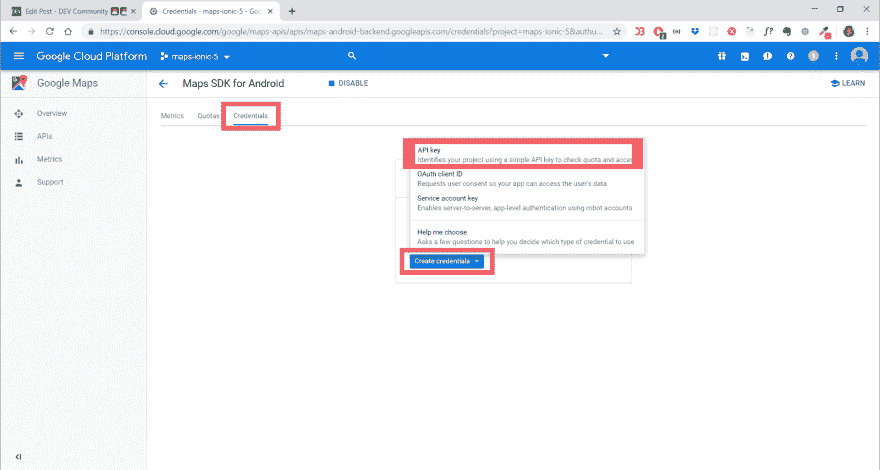 Edit Post - DEV Community
Credentials - maps-ionic-5 - Goo
https://console.cloud.google.com/google/maps-apis/apis/maps-android-backend.googleapis.com/credentials?project=maps-ionic-5&authu...
Google Cloud Platform
maps-ionic-5
Google Maps
Maps SDK for Android
DISABLE
LEARN
Overview
APIs
Metrics
Support
Metrics
Quotas
Credentials
API key
Identifies your project using a simple API key to check quota and acces
OAuth client ID
Requests user consent so your app can access the user's data
Service account key
Enables server-to-server, app-level authentication using robot accounts
Help me choose
Asks a few questions to help you decide which type of credential to use
Create credentials